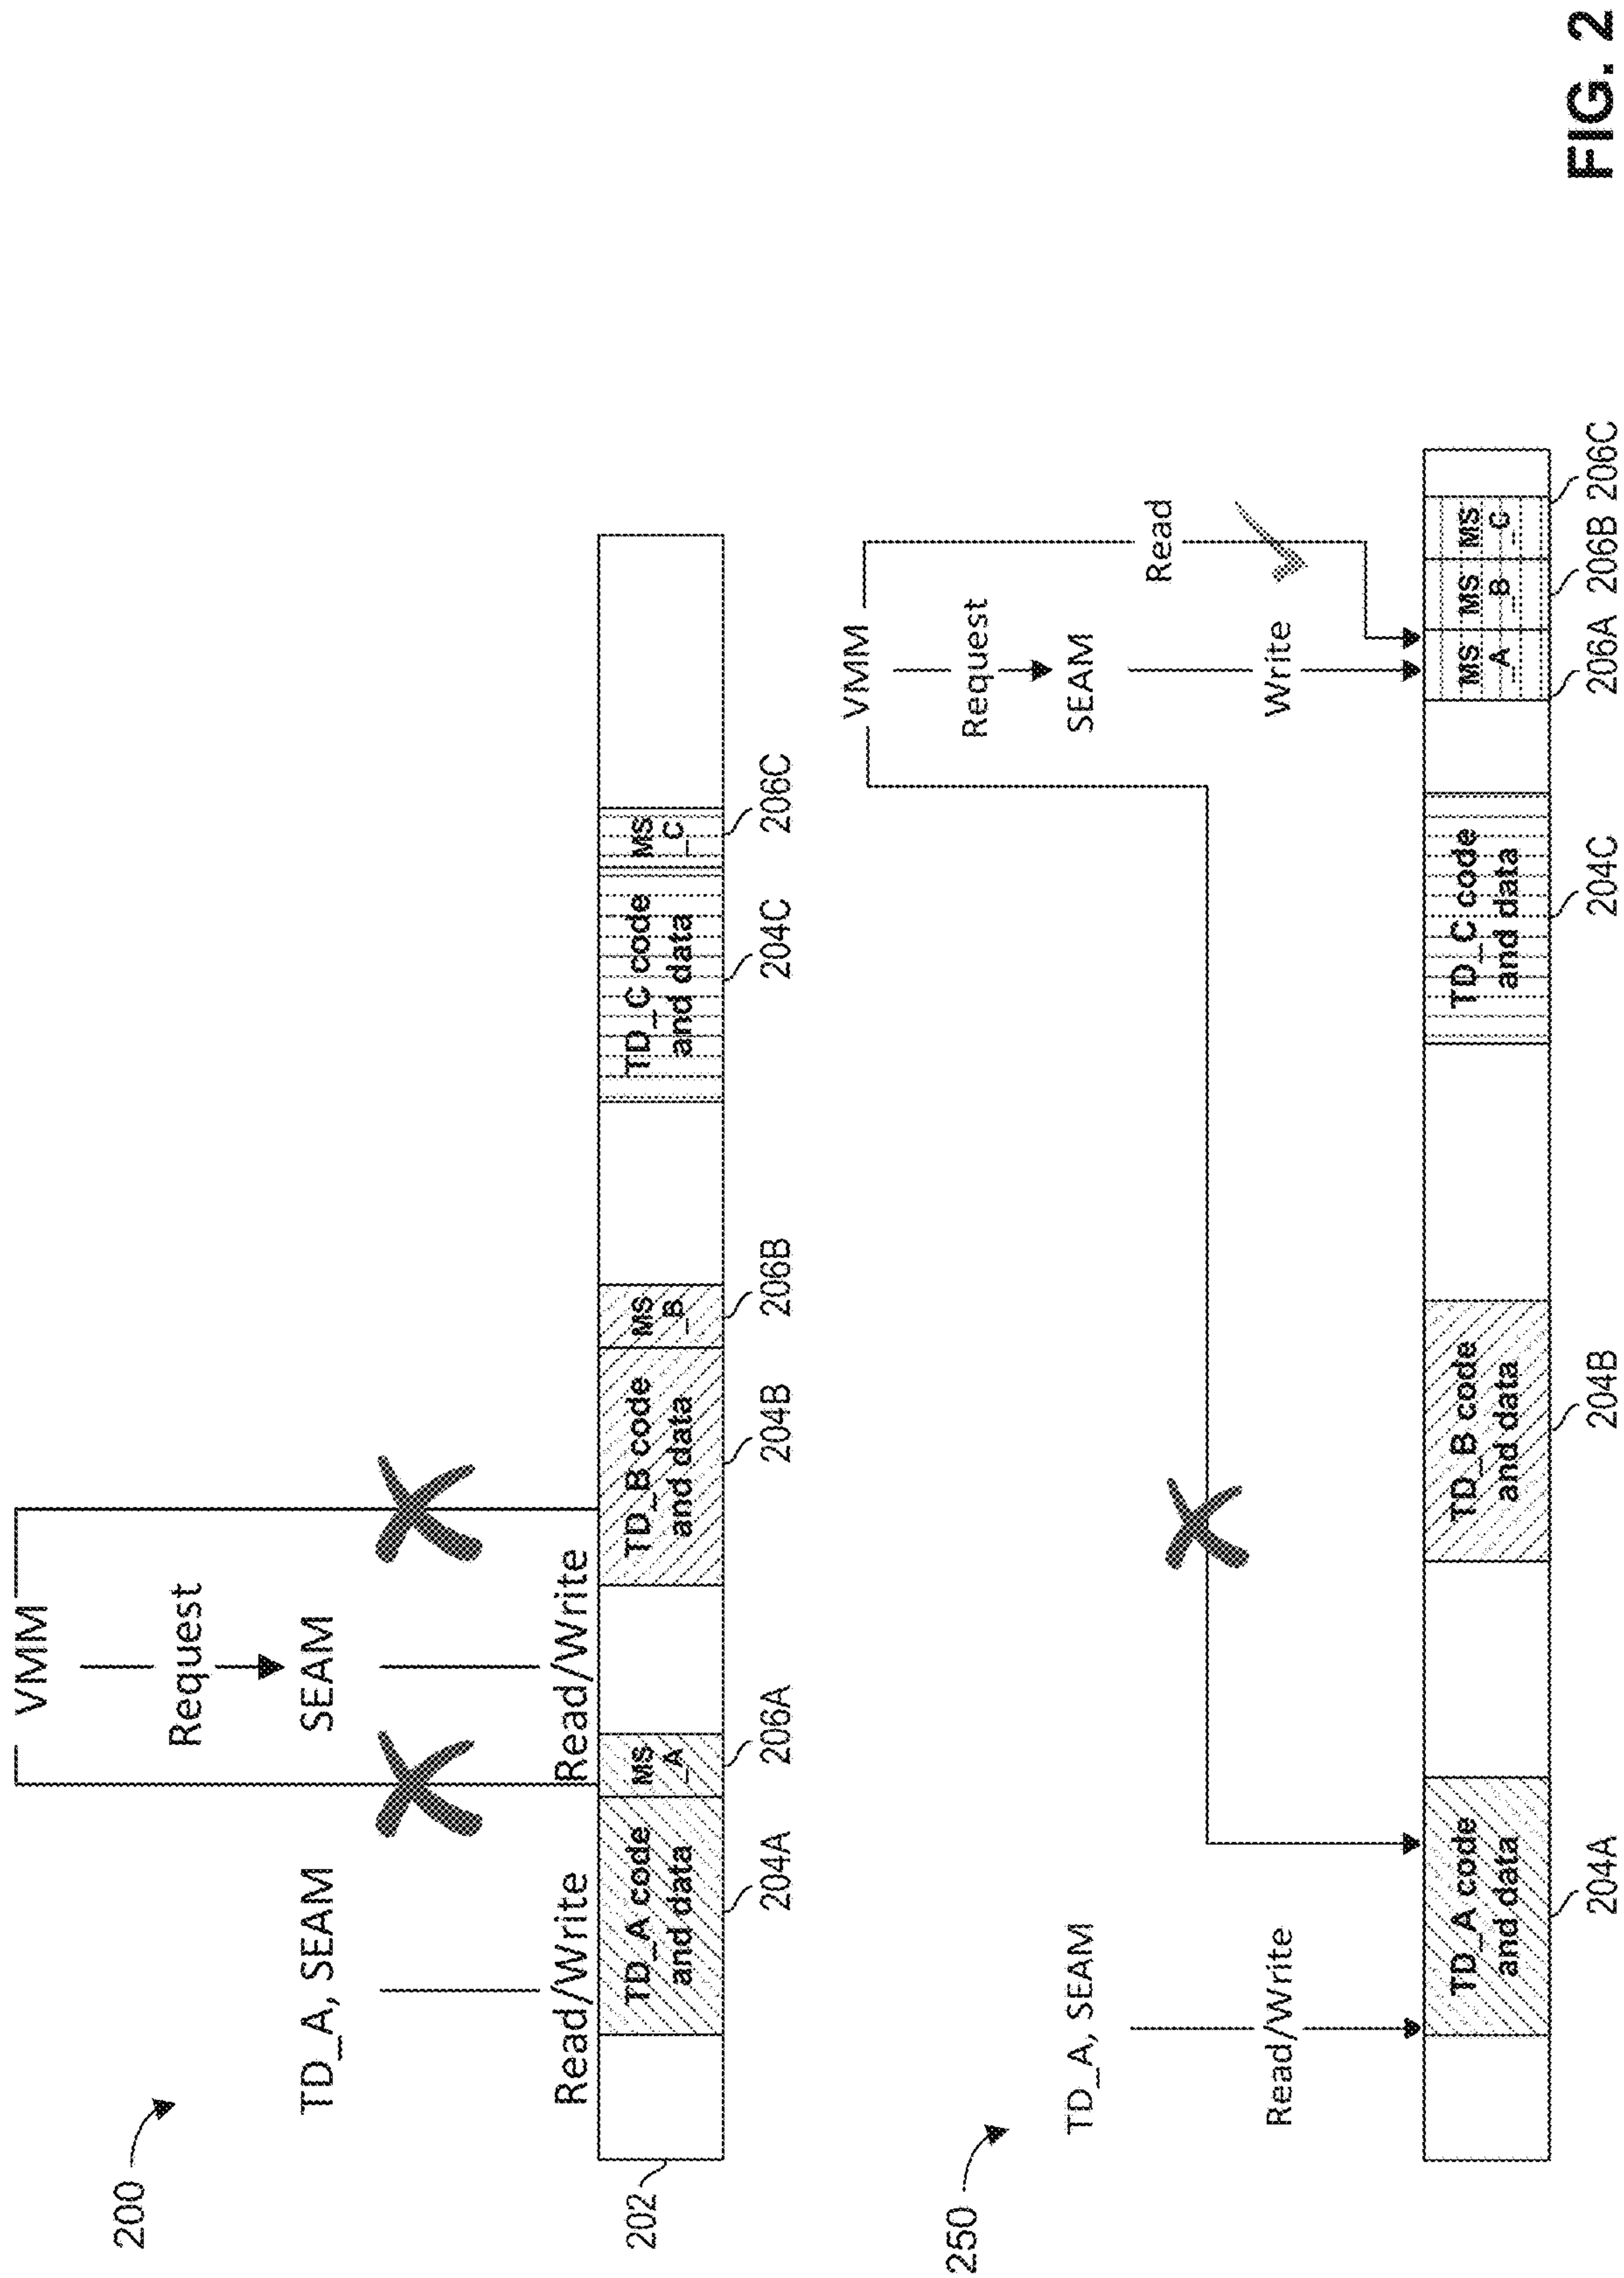 200
VMM
Request
TD_A, SEAM
SEAM
Read/Write
Read/Write
202
TD_A code
and data
MS
_A
TD_B code
and data
MS
_B
TD_C code
and data
MS
_C
204A
206A
204B
206B
204C
206C
250
VMM
Request
TD_A, SEAM
SEAM
Read
Read/Write
Write
TD_A code
and data
TD_B code
and data
TD_C code
and data
MS
_A
MS
_B
MS
_C
204A
204B
204C
206A
206B
206C
FIG. 2